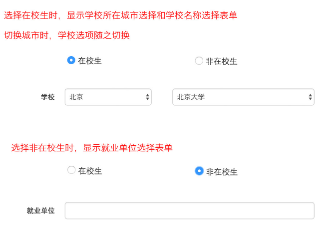 选择在校生时，显示学校所在城市选择和学校名称选择表单
切换城市时，学校选项随之切换
在校生 非在校生
学校 北京 北京大学
选择非在校生时，显示就业单位选择表单
在校生 非在校生
就业单位